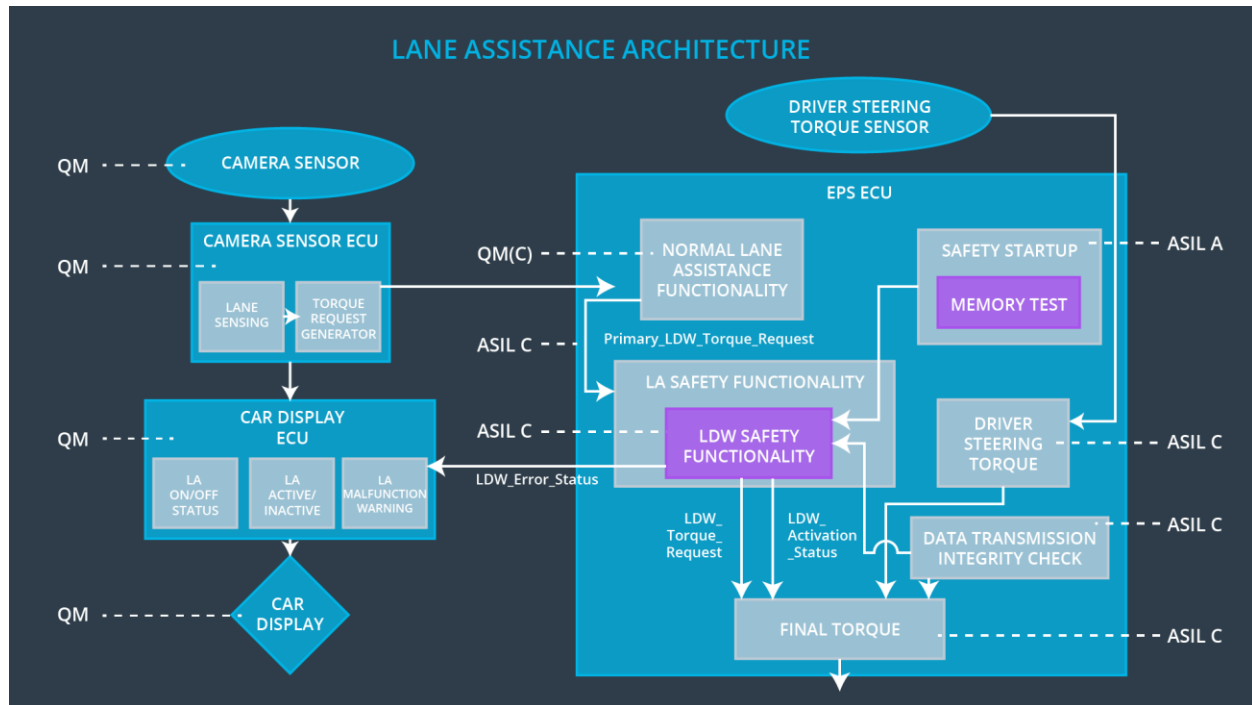 LANE ASSISTANCE ARCHITECTURE
DRIVER STEERING
TORQUE SENSOR
QM
CAMERA SENSOR
EPS ECU
QM
CAMERA SENSOR ECU
LANE
SENSING
TORQUE
REQUEST
GENERATOR
QM(C)
NORMAL LANE
ASSISTANCE
FUNCTIONALITY
SAFETY STARTUP
MEMORY TEST
ASIL A
ASIL C
Primary_LDW_Torque_Request
LA SAFETY FUNCTIONALITY
ASIL C
LDW SAFETY
FUNCTIONALITY
DRIVER
STEERING
TORQUE
ASIL C
QM
CAR DISPLAY
ECU
LA
ON/OFF
STATUS
LA
ACTIVE/
INACTIVE
LA
MALFUNCTION
WARNING
LDW_Error_Status
LDW_
Torque_
Request
LDW_
Activation
_Status
DATA TRANSMISSION
INTEGRITY CHECK
ASIL C
QM
CAR
DISPLAY
FINAL TORQUE
ASIL C